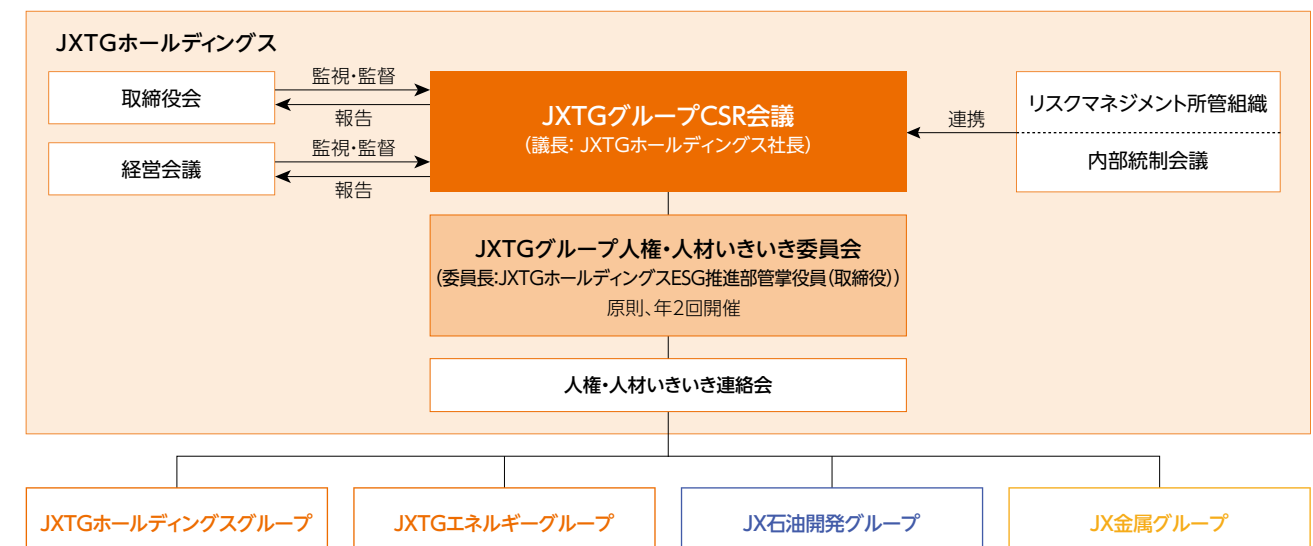 JXTGホールディングス
取締役会
監視・監督
報告
経営会議
監視・監督
報告
JXTGグループCSR会議
(議長: JXTGホールディングス社長)
連携
リスクマネジメント所管組織
内部統制会議
JXTGグループ人権・人材いきいき委員会
(委員長:JXTGホールディングスESG推進部管掌役員(取締役))
原則、年2回開催
人権・人材いきいき連絡会
JXTGホールディングスグループ
JXTGエネルギーグループ
JX石油開発グループ
JX金属グループ